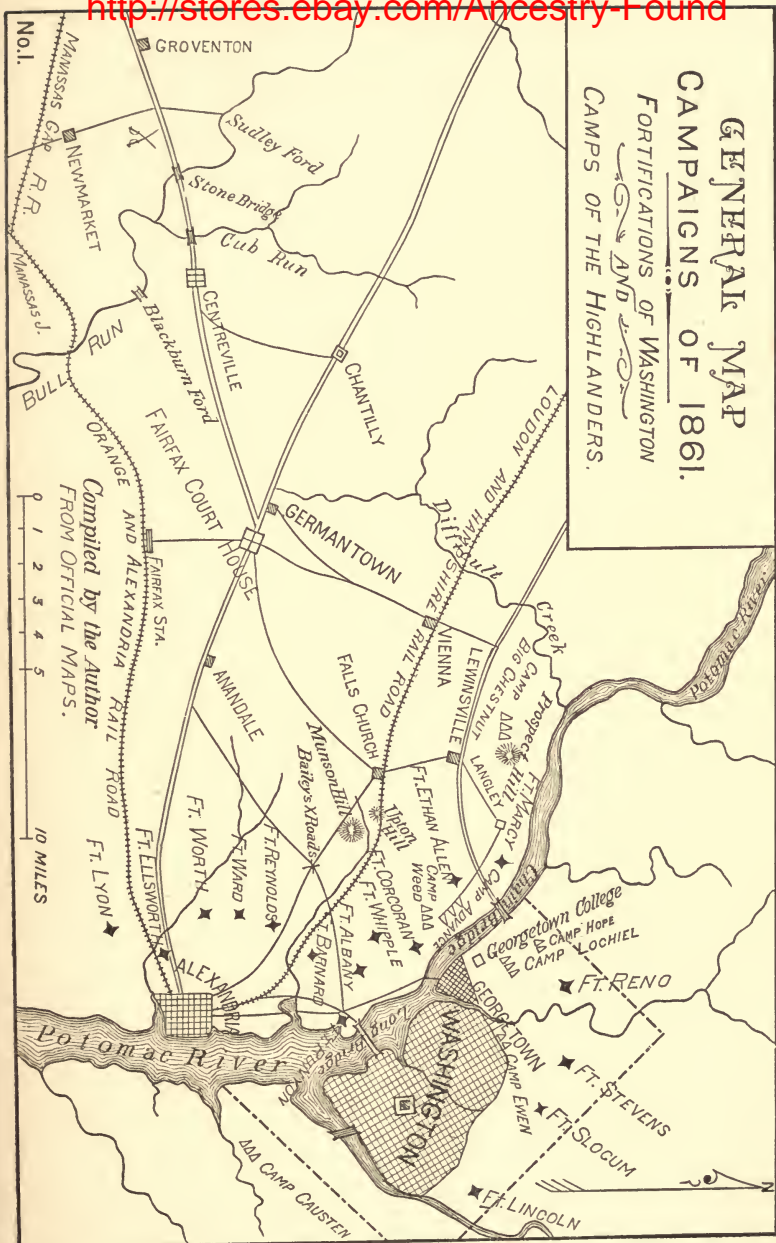 http://stores.ebay.com/Ancestry-Found
GENERAL MAP
CAMPAIGNS OF 1861.
FORTIFICATIONS OF WASHINGTON
AND
CAMPS OF THE HIGHLANDERS.
No.1.
MANASSAS GAP R.R.
MANASSAS J.
GROVENTON
NEWMARKET
Sudley Ford
Stone Bridge
Cub Run
CENTREVILLE
Blackburn Ford
BULL RUN
CHANTILLY
LOUDON AND HAMPSHIRE RAIL ROAD
ORANGE AND ALEXANDRIA RAIL ROAD
FAIRFAX COURT HOUSE
GERMANTOWN
FAIRFAX STA.
Difficult Creek
VIENNA
LEWINSVILLE
CAMP BIG CHESTNUT
Prospect Hill
LANGLEY
FT. MARCY
Potomac River
ANANDALE
FALLS CHURCH
Munson Hill
Baileys X Roads
Upton Hill
FT. ETHAN ALLEN
CAMP WEED
CAMP ADVANCE
Chain Bridge
FT. CORCORAN
FT. WHIPPLE
FT. ALBANY
FT. BARNARD
FT. REYNOLDS
FT. WARD
FT. WORTH
FT. ELLSWORTH
FT. LYON
ALEXANDRIA
Georgetown College
CAMP HOPE
CAMP LOCHIEL
FT. RENO
GEORGETOWN
WASHINGTON
Long Bridge
CAMP EWEN
FT. STEVENS
FT. SLOCUM
FT. LINCOLN
CAMP CAUSTEN
Potomac River
N
Compiled by the Author
FROM OFFICIAL MAPS.
0 1 2 3 4 5 10 MILES